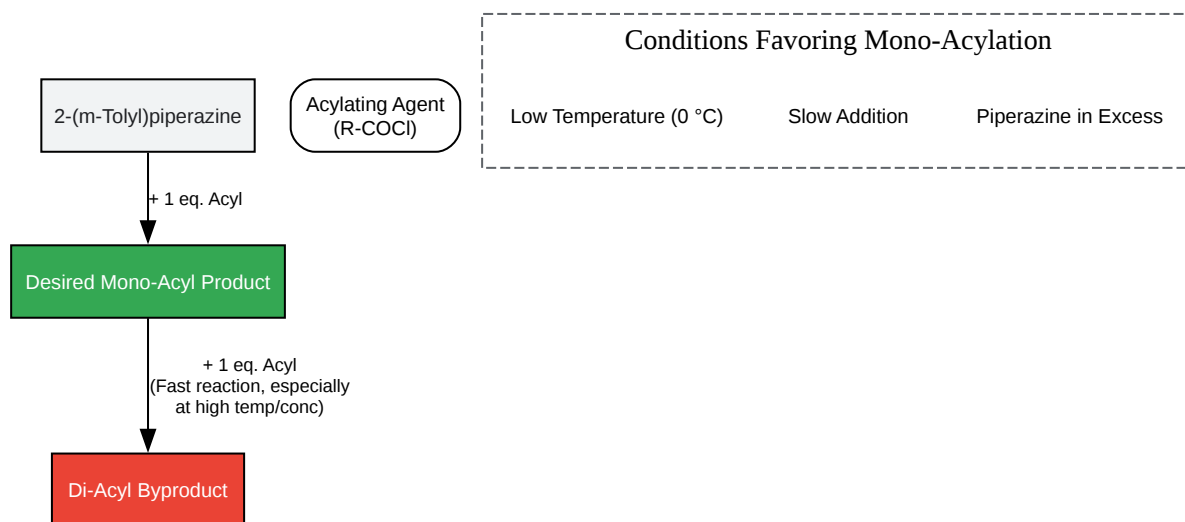 Conditions Favoring Mono-Acylation
2-(m-Tolyl)piperazine
Acylating Agent
(R-COCl)
Low Temperature (0 °C)
Slow Addition
Piperazine in Excess
+ 1 eq. Acyl
Desired Mono-Acyl Product
+ 1 eq. Acyl
(Fast reaction, especially
at high temp/conc)
Di-Acyl Byproduct